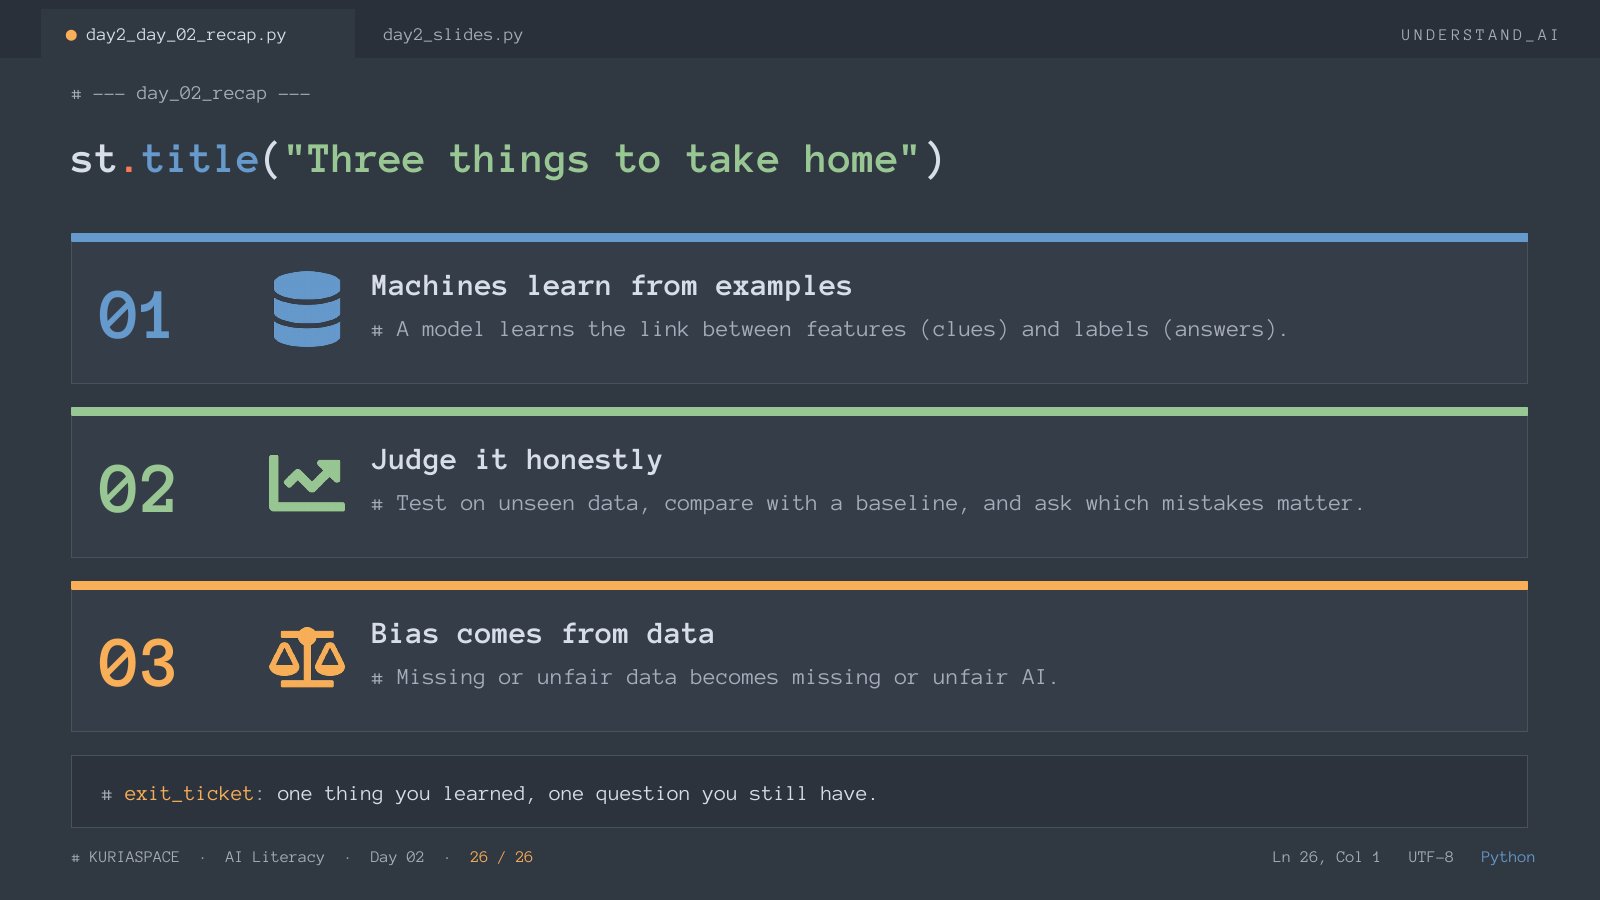 day2_day_02_recap.py
day2_slides.py
UNDERSTAND_AI
# --- day_02_recap ---
st.title("Three things to take home")
01
Machines learn from examples
# A model learns the link between features (clues) and labels (answers).
02
Judge it honestly
# Test on unseen data, compare with a baseline, and ask which mistakes matter.
03
Bias comes from data
# Missing or unfair data becomes missing or unfair AI.
# exit_ticket: one thing you learned, one question you still have.
# KURIASPACE · AI Literacy · Day 02 · 26 / 26
Ln 26, Col 1 UTF-8 Python